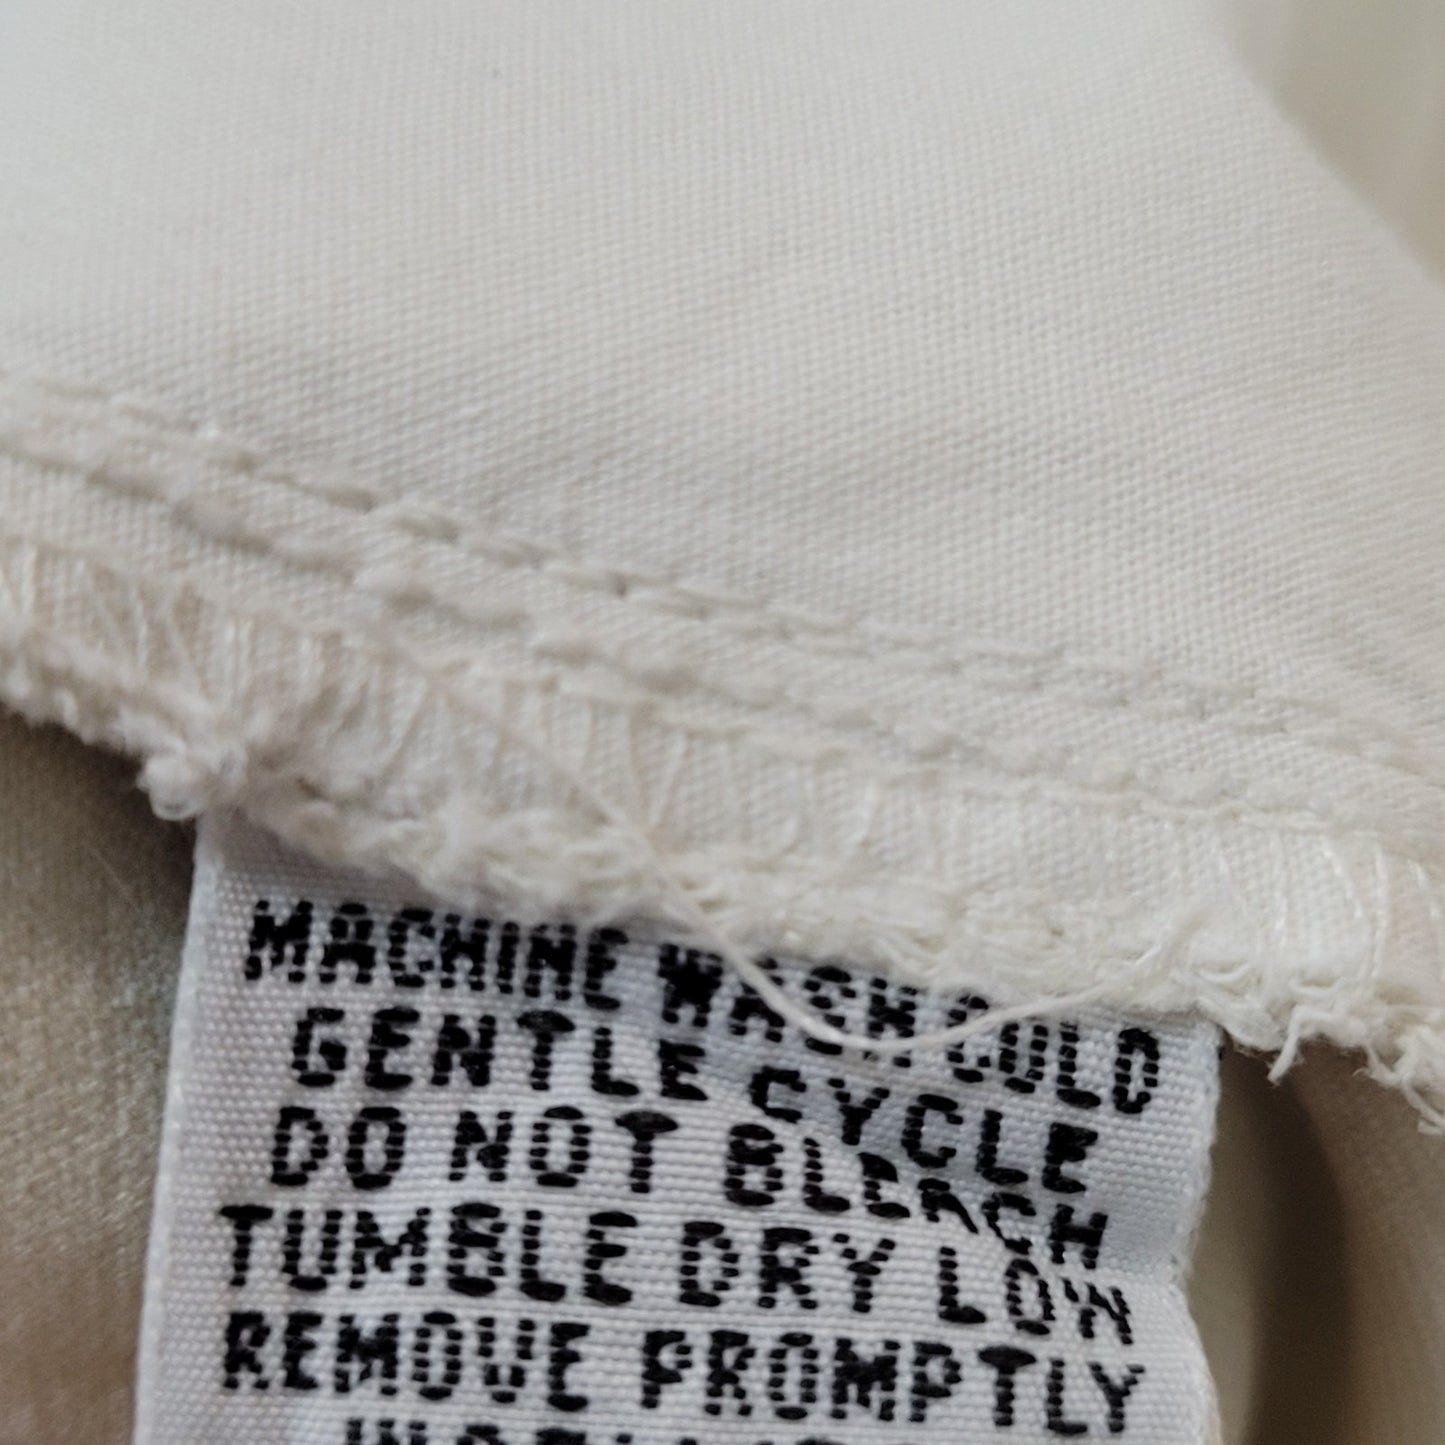 MACHINE WASH COLD
GENTLE CYCLE
DO NOT BLEACH
TUMBLE DRY LOW
REMOVE PROMPTLY